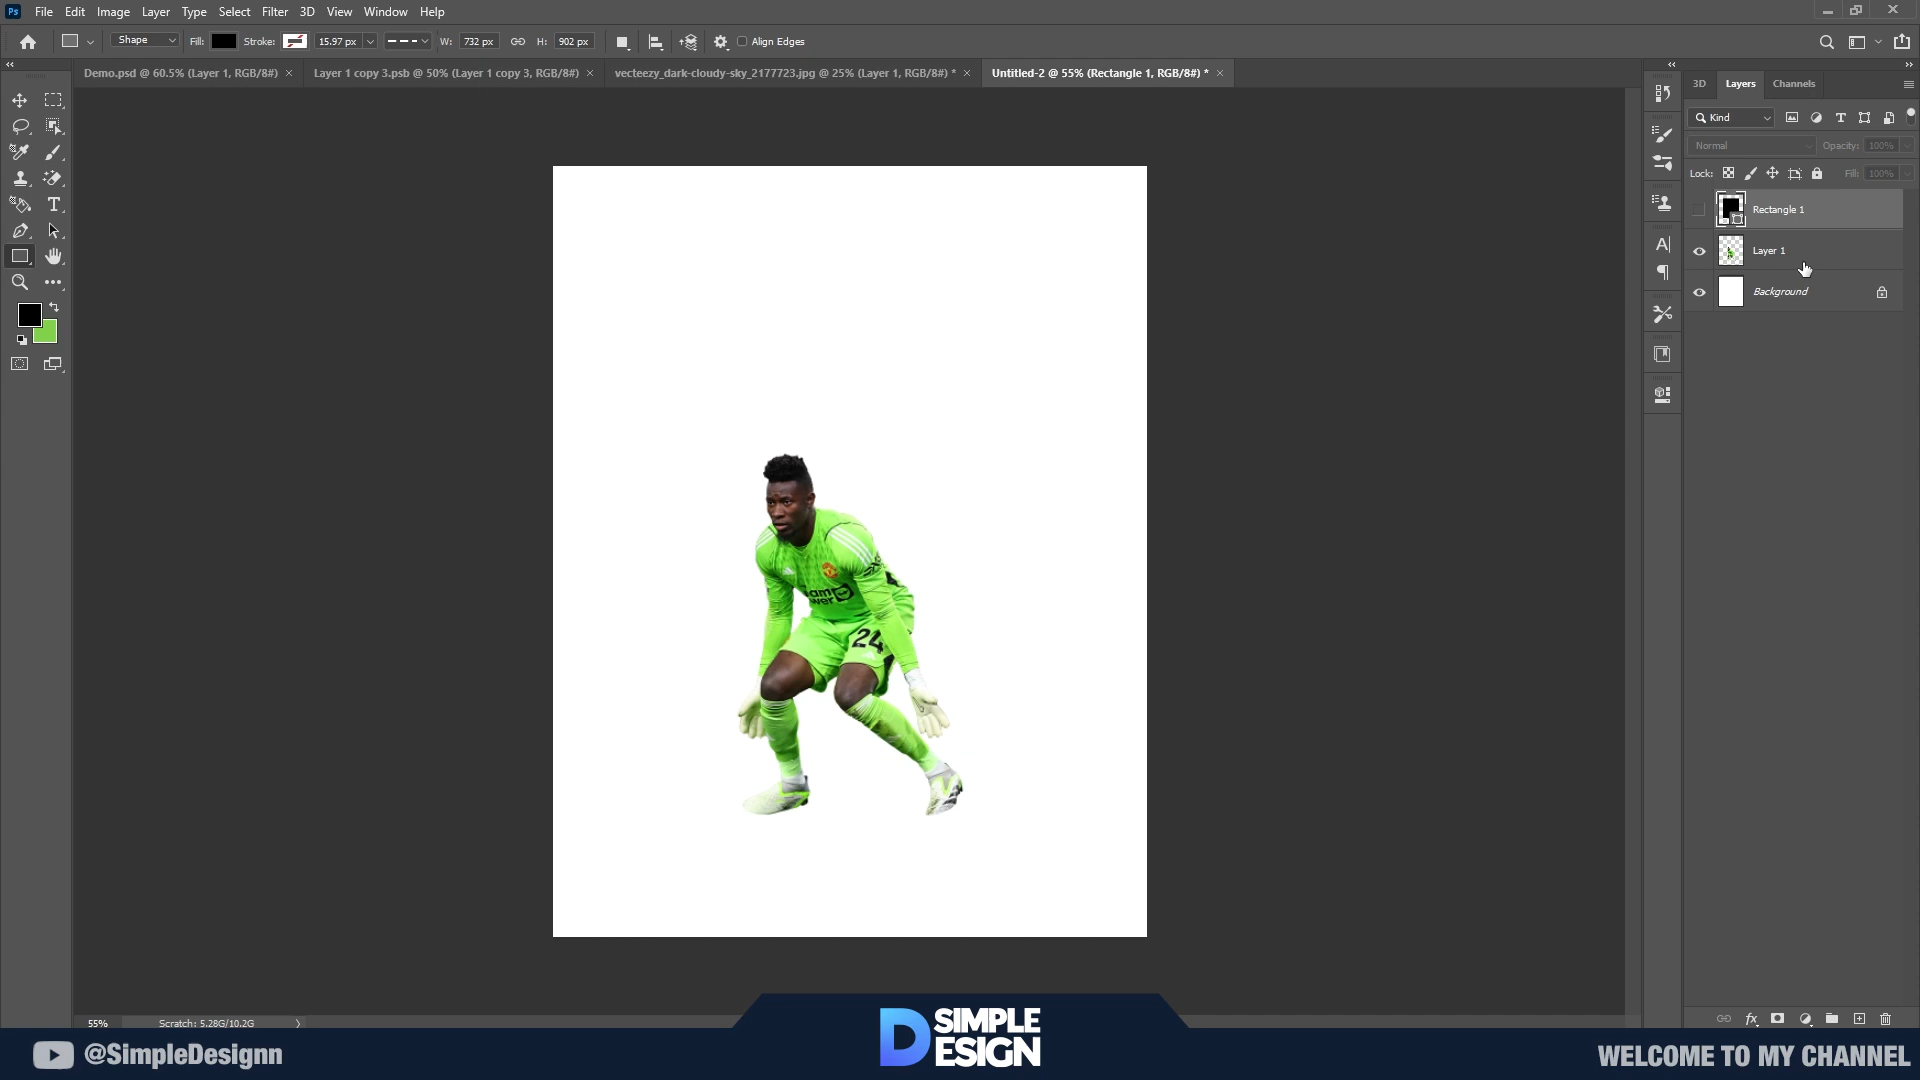 Ps File Edit Image Layer Type Select Filter 3D View Window Help
Shape Fill: Stroke: 15.97 px W: 732 px H: 902 px Align Edges
Demo.psd @ 60.5% (Layer 1, RGB/8#) × Layer 1 copy 3.psb @ 50% (Layer 1 copy 3, RGB/8#) × vecteezy_dark-cloudy-sky_2177723.jpg @ 25% (Layer 1, RGB/8#) * × Untitled-2 @ 55% (Rectangle 1, RGB/8#) * ×
3D Layers Channels
Kind
Normal Opacity: 100%
Lock: Fill: 100%
Rectangle 1
Layer 1
Background
24
55% Scratch: 5.28G/10.2G
@SimpleDesignn
D SIMPLE
ESIGN
WELCOME TO MY CHANNEL